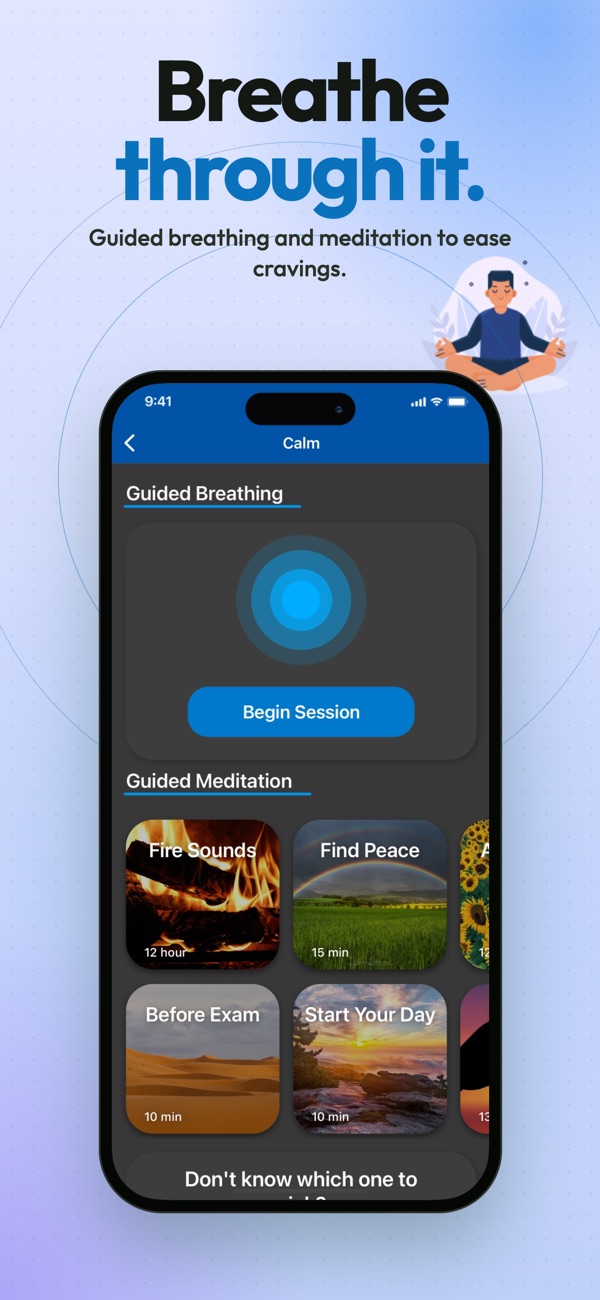 Breathe
through it.
Guided breathing and meditation to ease
cravings.
9:41
Calm
Guided Breathing
Begin Session
Guided Meditation
Fire Sounds
Find Peace
12 hour
15 min
Before Exam
Start Your Day
10 min
10 min
Don't know which one to